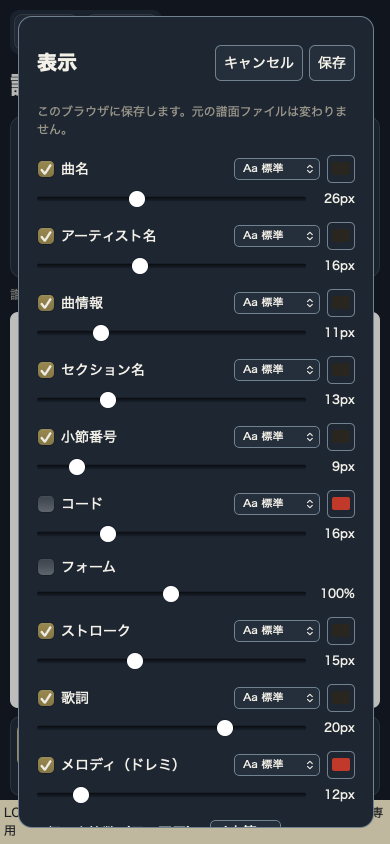 表示
キャンセル
保存
このブラウザに保存します。元の譜面ファイルは変わりま
せん。
曲名
Aa 標準
26px
アーティスト名
Aa 標準
16px
曲情報
Aa 標準
11px
セクション名
Aa 標準
13px
小節番号
Aa 標準
9px
コード
Aa 標準
16px
フォーム
100%
ストローク
Aa 標準
15px
歌詞
Aa 標準
20px
メロディ（ドレミ）
Aa 標準
12px
用